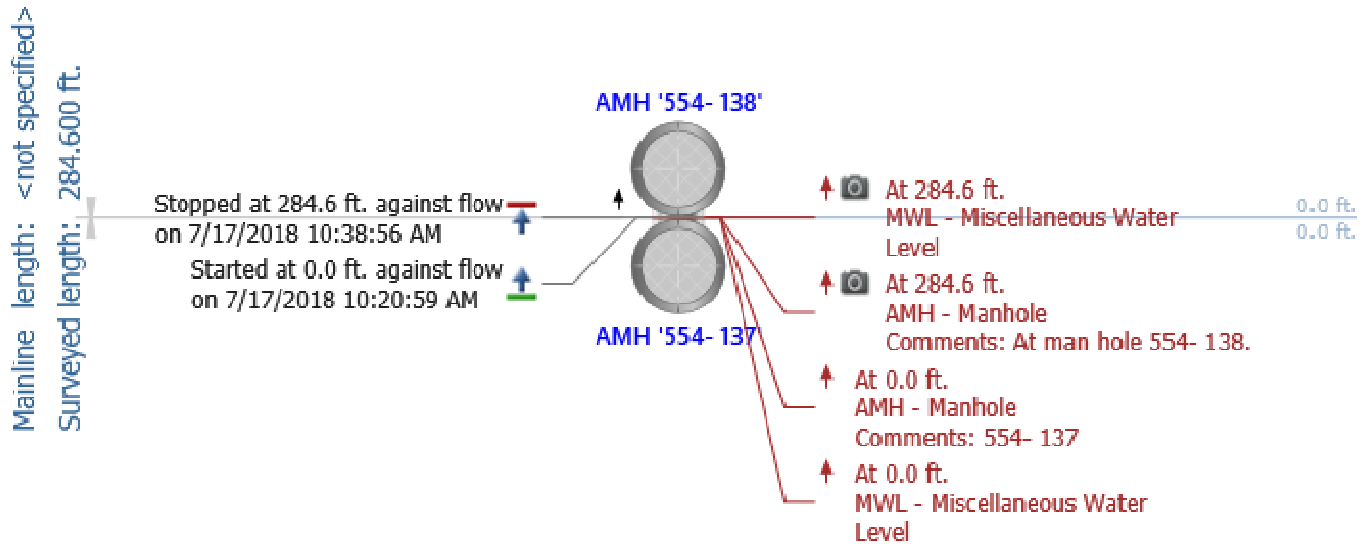 Mainline length: <not specified>
Surveyed length: 284.600 ft.
AMH '554- 138'
Stopped at 284.6 ft. against flow
on 7/17/2018 10:38:56 AM
Started at 0.0 ft. against flow
on 7/17/2018 10:20:59 AM
AMH '554- 137'
At 284.6 ft.
MWL - Miscellaneous Water
Level
0.0 ft.
0.0 ft.
At 284.6 ft.
AMH - Manhole
Comments: At man hole 554- 138.
At 0.0 ft.
AMH - Manhole
Comments: 554- 137
At 0.0 ft.
MWL - Miscellaneous Water
Level